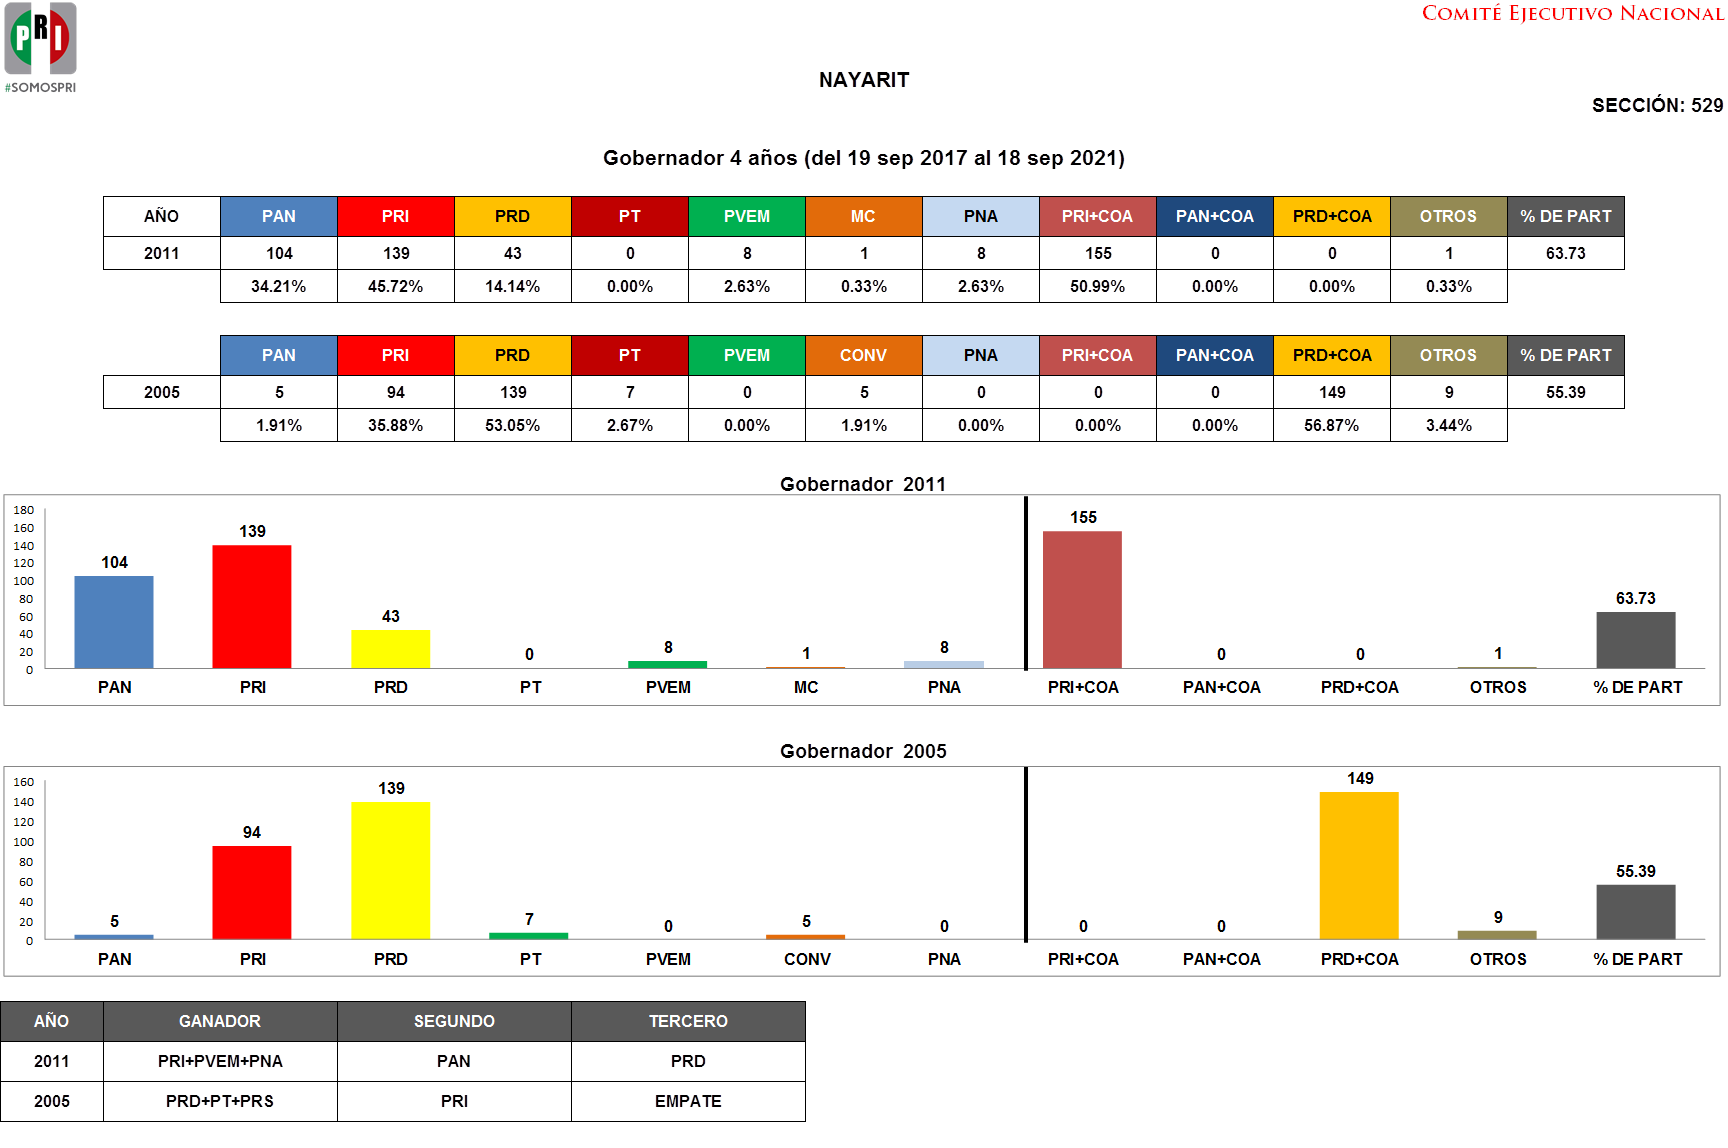 COMITÉ EJECUTIVO NACIONAL
PRI
#SOMOSPRI
NAYARIT
SECCIÓN: 529
Gobernador 4 años (del 19 sep 2017 al 18 sep 2021)
AÑO PAN PRI PRD PT PVEM MC PNA PRI+COA PAN+COA PRD+COA OTROS % DE PART
2011 104 139 43 0 8 1 8 155 0 0 1 63.73
34.21% 45.72% 14.14% 0.00% 2.63% 0.33% 2.63% 50.99% 0.00% 0.00% 0.33%
PAN PRI PRD PT PVEM CONV PNA PRI+COA PAN+COA PRD+COA OTROS % DE PART
2005 5 94 139 7 0 5 0 0 0 149 9 55.39
1.91% 35.88% 53.05% 2.67% 0.00% 1.91% 0.00% 0.00% 0.00% 56.87% 3.44%
Gobernador 2011
180
160
140
120
100
80
60
40
20
0
104 139 43 0 8 1 8 155 0 0 1 63.73
PAN PRI PRD PT PVEM MC PNA PRI+COA PAN+COA PRD+COA OTROS % DE PART
Gobernador 2005
160
140
120
100
80
60
40
20
0
5 94 139 7 0 5 0 0 0 149 9 55.39
PAN PRI PRD PT PVEM CONV PNA PRI+COA PAN+COA PRD+COA OTROS % DE PART
AÑO GANADOR SEGUNDO TERCERO
2011 PRI+PVEM+PNA PAN PRD
2005 PRD+PT+PRS PRI EMPATE